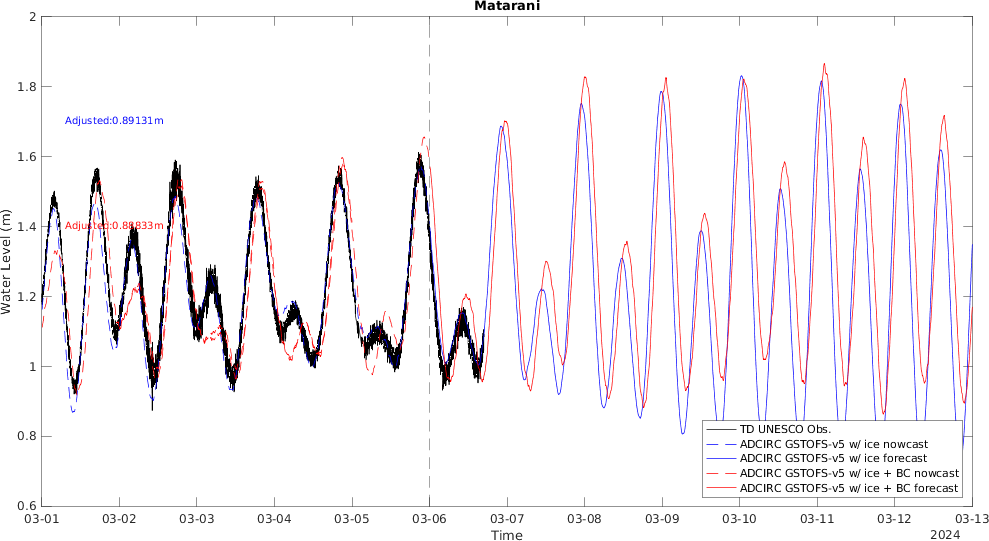 Matarani
2
1.8
1.6
1.4
1.2
1
0.8
0.6
Water Level (m)
Adjusted:0.89131m
Adjusted:0.88833m
TD UNESCO Obs.
ADCIRC GSTOFS-v5 w/ ice nowcast
ADCIRC GSTOFS-v5 w/ ice forecast
ADCIRC GSTOFS-v5 w/ ice + BC nowcast
ADCIRC GSTOFS-v5 w/ ice + BC forecast
03-01 03-02 03-03 03-04 03-05 03-06 03-07 03-08 03-09 03-10 03-11 03-12 03-13
Time
2024